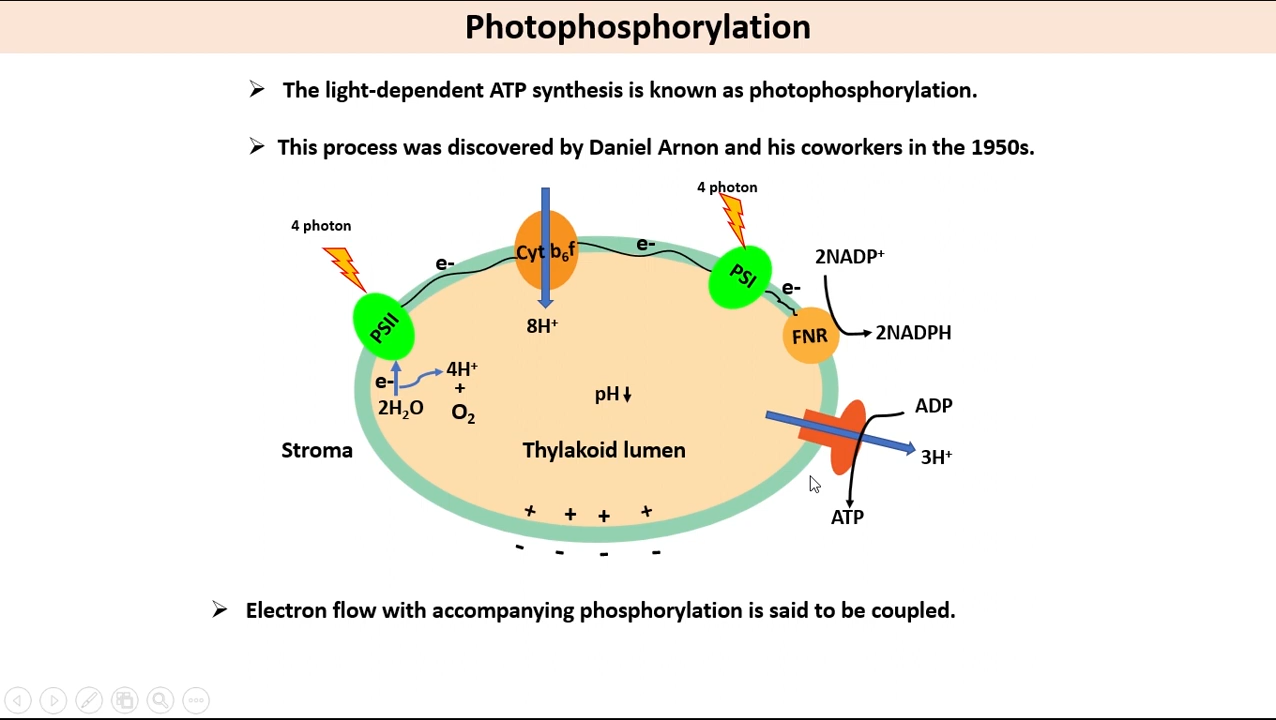 Photophosphorylation
➢ The light-dependent ATP synthesis is known as photophosphorylation.
➢ This process was discovered by Daniel Arnon and his coworkers in the 1950s.
4 photon
4 photon
e-
Cyt b₆f
e-
PSI
2NADP⁺
e-
PSII
8H⁺
FNR
2NADPH
e-
4H⁺
+
2H₂O
O₂
pH↓
ADP
Stroma
Thylakoid lumen
3H⁺
+ + + +
ATP
- - - -
➢ Electron flow with accompanying phosphorylation is said to be coupled.